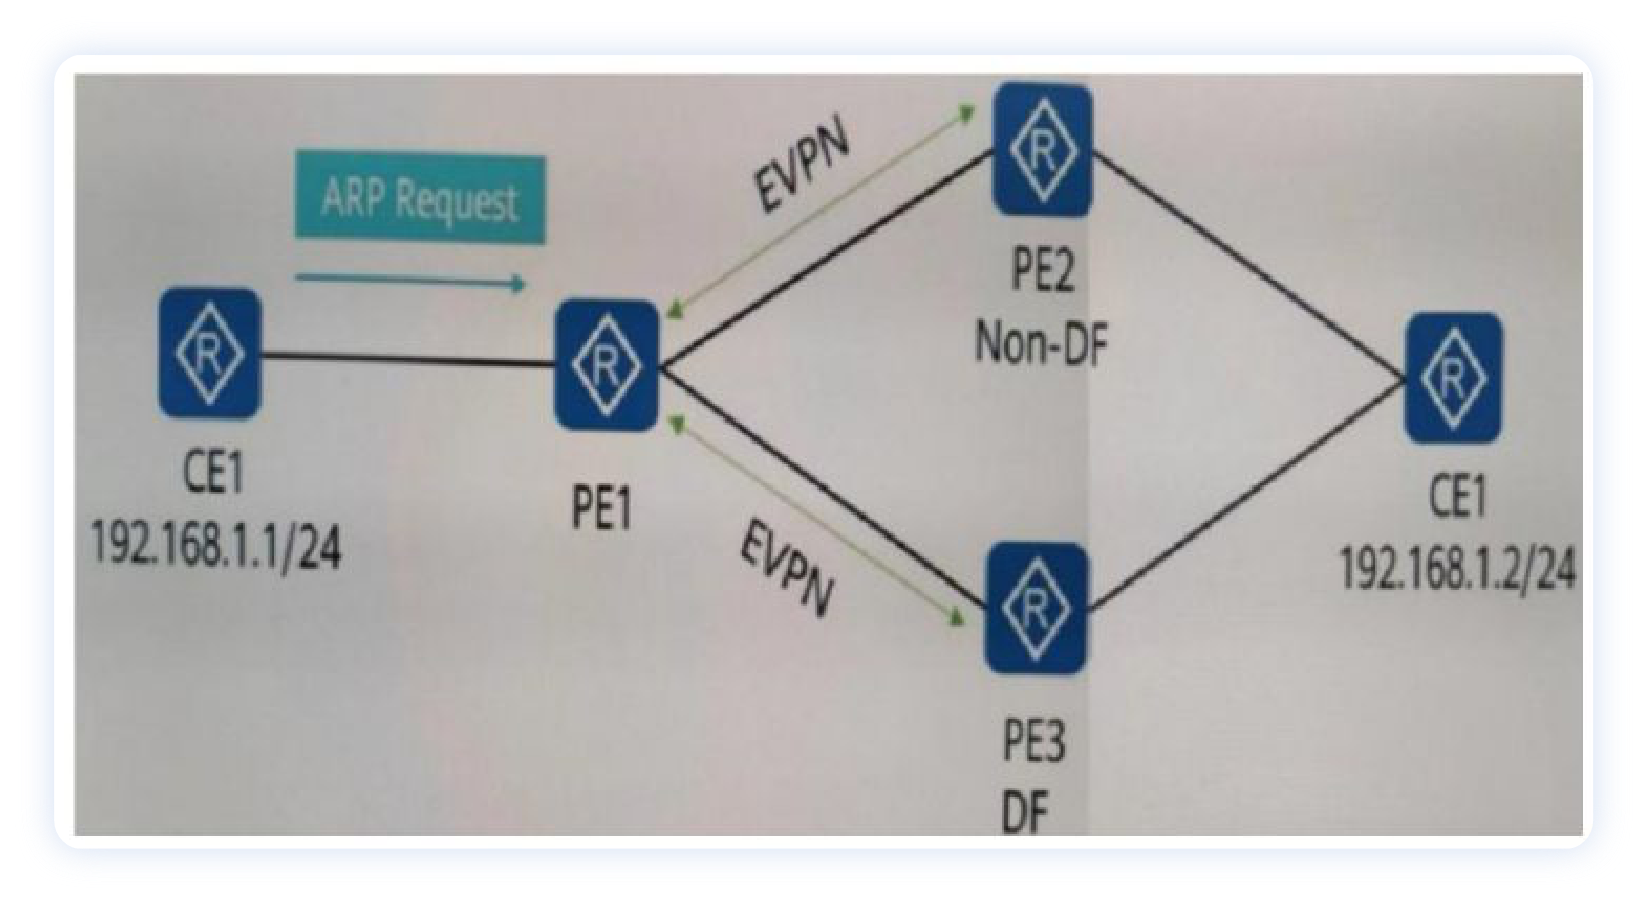 ARP Request
EVPN
R
PE2
Non-DF
R
CE1
192.168.1.1/24
R
PE1
R
CE1
192.168.1.2/24
EVPN
R
PE3
DF